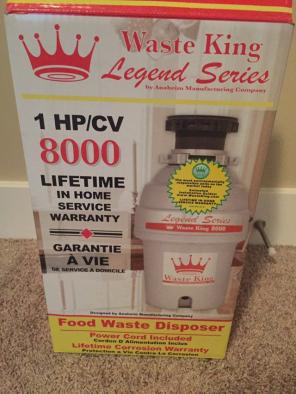 Waste King
Legend Series
by Anaheim Manufacturing Company
1 HP/CV
8000
LIFETIME
IN HOME
SERVICE
WARRANTY
GARANTIE
À VIE
DE SERVICE À DOMICILE
Legend Series
Waste King 8000
Waste King
Designed by Anaheim Manufacturing Company
Food Waste Disposer
Power Cord Included
Cordon D Alimentation Inclus
Lifetime Corrosion Warranty
Protection a Vie Contre La Corrosion